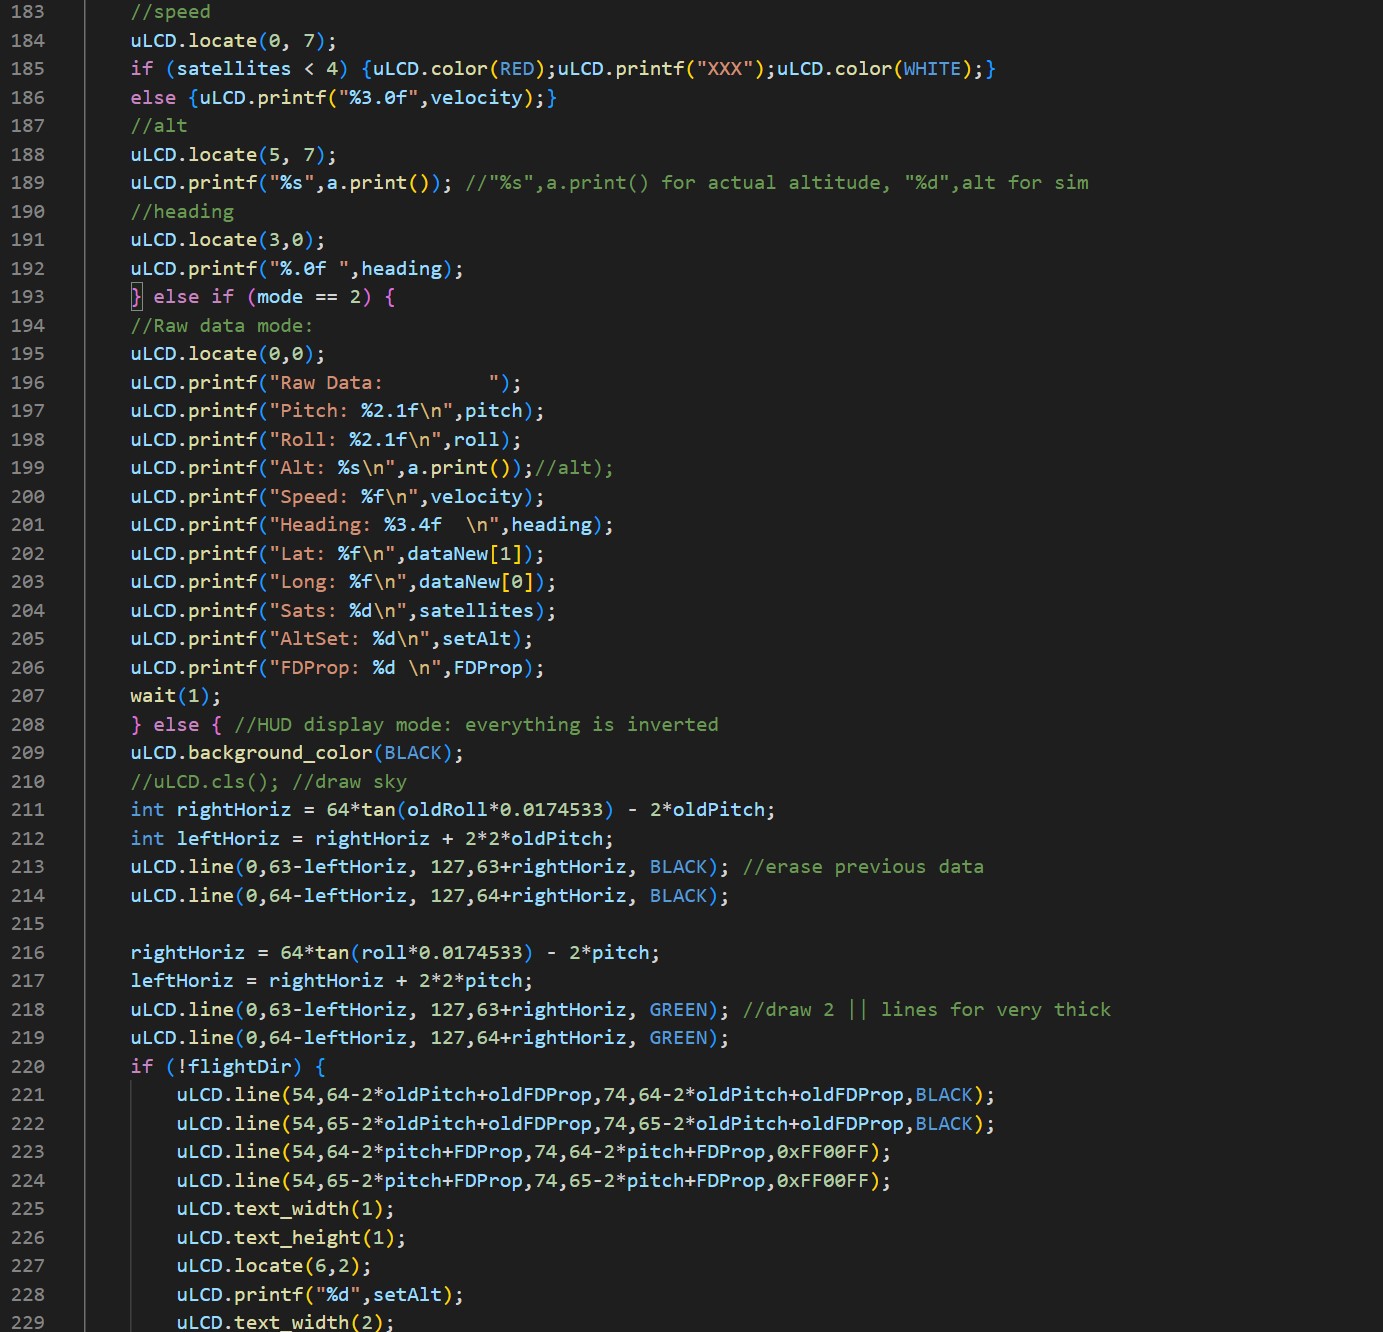 183 //speed
184 uLCD.locate(0, 7);
185 if (satellites < 4) {uLCD.color(RED);uLCD.printf("XXX");uLCD.color(WHITE);}
186 else {uLCD.printf("%3.0f",velocity);}
187 //alt
188 uLCD.locate(5, 7);
189 uLCD.printf("%s",a.print()); //"%s",a.print() for actual altitude, "%d",alt for sim
190 //heading
191 uLCD.locate(3,0);
192 uLCD.printf("%.0f ",heading);
193 } else if (mode == 2) {
194 //Raw data mode:
195 uLCD.locate(0,0);
196 uLCD.printf("Raw Data:         ");
197 uLCD.printf("Pitch: %2.1f\n",pitch);
198 uLCD.printf("Roll: %2.1f\n",roll);
199 uLCD.printf("Alt: %s\n",a.print());//alt);
200 uLCD.printf("Speed: %f\n",velocity);
201 uLCD.printf("Heading: %3.4f  \n",heading);
202 uLCD.printf("Lat: %f\n",dataNew[1]);
203 uLCD.printf("Long: %f\n",dataNew[0]);
204 uLCD.printf("Sats: %d\n",satellites);
205 uLCD.printf("AltSet: %d\n",setAlt);
206 uLCD.printf("FDProp: %d \n",FDProp);
207 wait(1);
208 } else { //HUD display mode: everything is inverted
209 uLCD.background_color(BLACK);
210 //uLCD.cls(); //draw sky
211 int rightHoriz = 64*tan(oldRoll*0.0174533) - 2*oldPitch;
212 int leftHoriz = rightHoriz + 2*2*oldPitch;
213 uLCD.line(0,63-leftHoriz, 127,63+rightHoriz, BLACK); //erase previous data
214 uLCD.line(0,64-leftHoriz, 127,64+rightHoriz, BLACK);
215
216 rightHoriz = 64*tan(roll*0.0174533) - 2*pitch;
217 leftHoriz = rightHoriz + 2*2*pitch;
218 uLCD.line(0,63-leftHoriz, 127,63+rightHoriz, GREEN); //draw 2 || lines for very thick
219 uLCD.line(0,64-leftHoriz, 127,64+rightHoriz, GREEN);
220 if (!flightDir) {
221     uLCD.line(54,64-2*oldPitch+oldFDProp,74,64-2*oldPitch+oldFDProp,BLACK);
222     uLCD.line(54,65-2*oldPitch+oldFDProp,74,65-2*oldPitch+oldFDProp,BLACK);
223     uLCD.line(54,64-2*pitch+FDProp,74,64-2*pitch+FDProp,0xFF00FF);
224     uLCD.line(54,65-2*pitch+FDProp,74,65-2*pitch+FDProp,0xFF00FF);
225     uLCD.text_width(1);
226     uLCD.text_height(1);
227     uLCD.locate(6,2);
228     uLCD.printf("%d",setAlt);
229     uLCD.text_width(2);